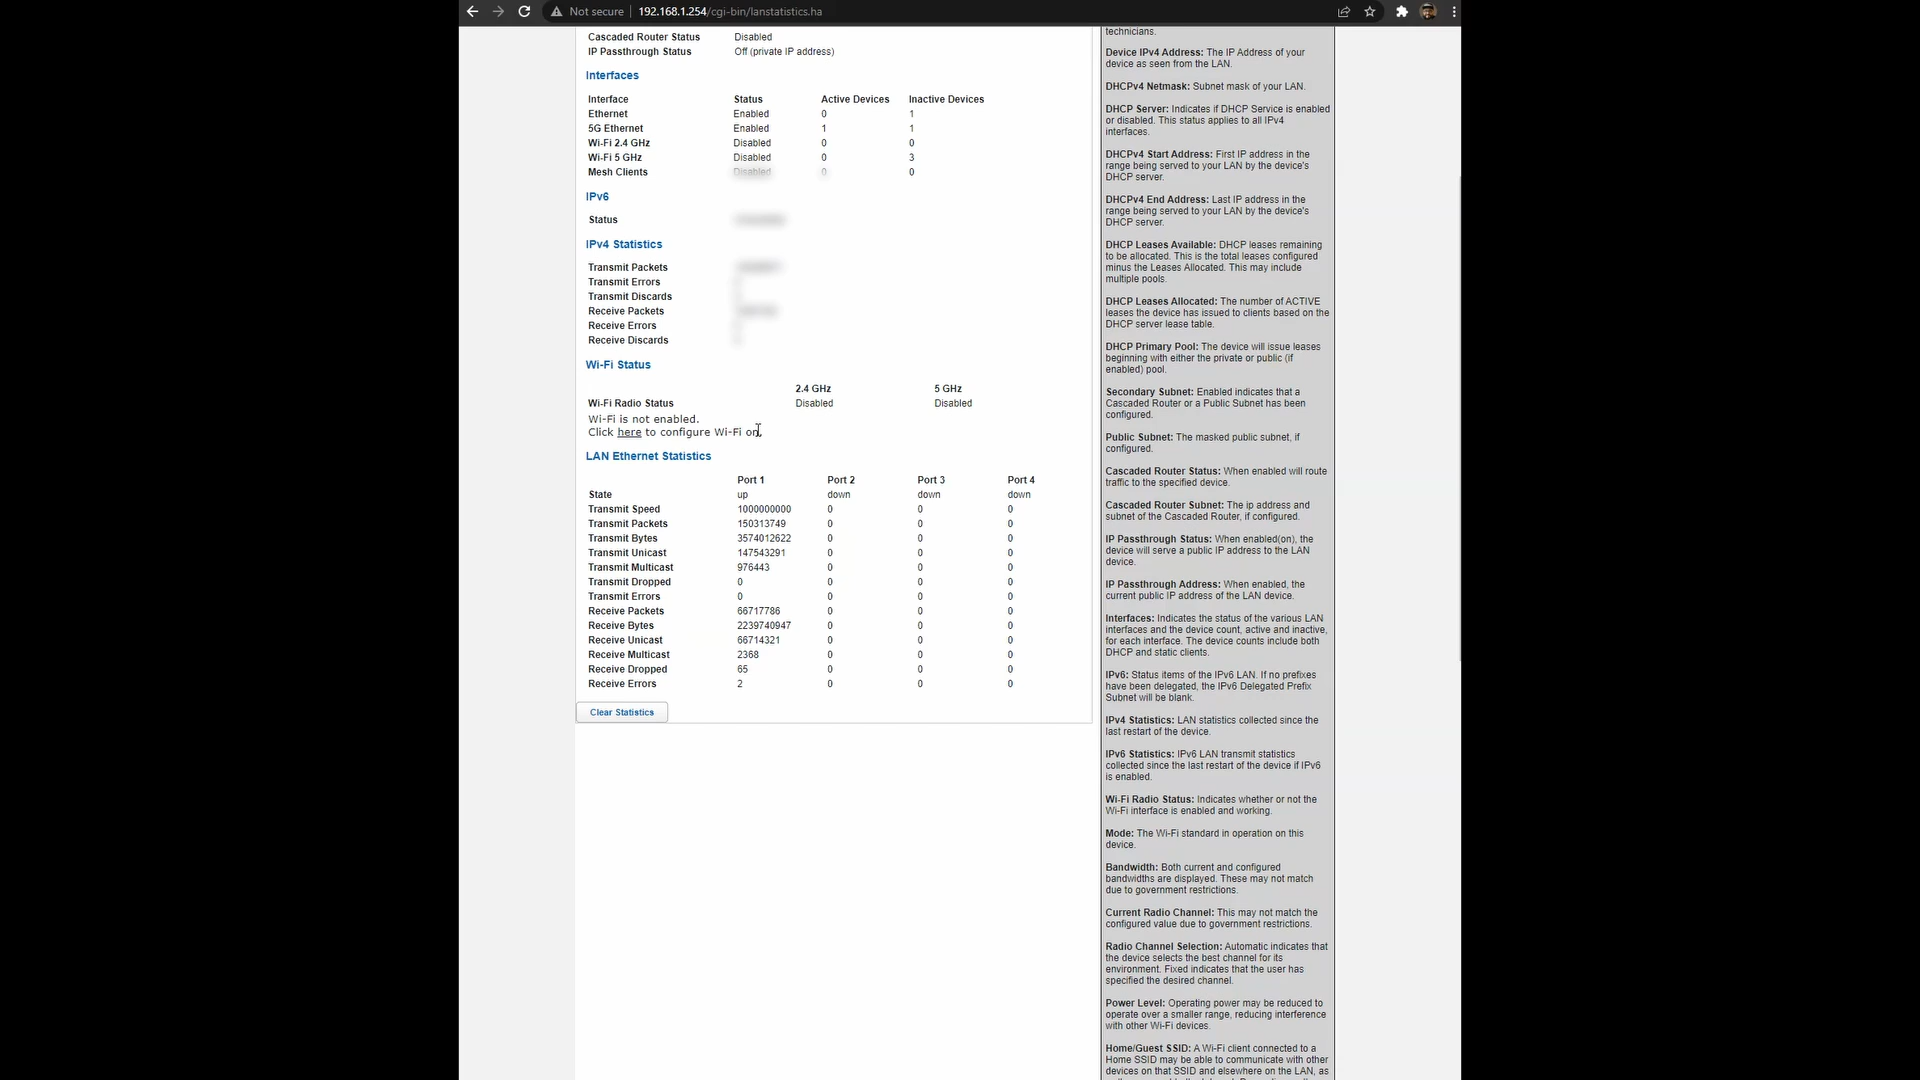 Not secure 192.168.1.254/cgi-bin/lanstatistics.ha
Cascaded Router Status Disabled
IP Passthrough Status Off (private IP address)
Interfaces
Interface Status Active Devices Inactive Devices
Ethernet Enabled 0 1
5G Ethernet Enabled 1 1
Wi-Fi 2.4 GHz Disabled 0 0
Wi-Fi 5 GHz Disabled 0 3
Mesh Clients Disabled 0 0
IPv6
Status
IPv4 Statistics
Transmit Packets
Transmit Errors
Transmit Discards
Receive Packets
Receive Errors
Receive Discards
Wi-Fi Status
2.4 GHz 5 GHz
Wi-Fi Radio Status Disabled Disabled
Wi-Fi is not enabled.
Click here to configure Wi-Fi on.
LAN Ethernet Statistics
Port 1 Port 2 Port 3 Port 4
State up down down down
Transmit Speed 1000000000 0 0 0
Transmit Packets 150313749 0 0 0
Transmit Bytes 3574012622 0 0 0
Transmit Unicast 147543291 0 0 0
Transmit Multicast 976443 0 0 0
Transmit Dropped 0 0 0 0
Transmit Errors 0 0 0 0
Receive Packets 66717786 0 0 0
Receive Bytes 2239740947 0 0 0
Receive Unicast 66714321 0 0 0
Receive Multicast 2368 0 0 0
Receive Dropped 65 0 0 0
Receive Errors 2 0 0 0
Clear Statistics
technicians.
Device IPv4 Address: The IP Address of your
device as seen from the LAN.
DHCPv4 Netmask: Subnet mask of your LAN.
DHCP Server: Indicates if DHCP Service is enabled
or disabled. This status applies to all IPv4
interfaces.
DHCPv4 Start Address: First IP address in the
range being served to your LAN by the device's
DHCP server.
DHCPv4 End Address: Last IP address in the
range being served to your LAN by the device's
DHCP server.
DHCP Leases Available: DHCP leases remaining
to be allocated. This is the total leases configured
minus the Leases Allocated. This may include
multiple pools.
DHCP Leases Allocated: The number of ACTIVE
leases the device has issued to clients based on the
DHCP server lease table.
DHCP Primary Pool: The device will issue leases
beginning with either the private or public (if
enabled) pool.
Secondary Subnet: Enabled indicates that a
Cascaded Router or a Public Subnet has been
configured.
Public Subnet: The masked public subnet, if
configured.
Cascaded Router Status: When enabled will route
traffic to the specified device.
Cascaded Router Subnet: The ip address and
subnet of the Cascaded Router, if configured.
IP Passthrough Status: When enabled(on), the
device will serve a public IP address to the LAN
device.
IP Passthrough Address: When enabled, the
current public IP address of the LAN device.
Interfaces: Indicates the status of the various LAN
interfaces and the device count, active and inactive,
for each interface. The device counts include both
DHCP and static clients.
IPv6: Status items of the IPv6 LAN. If no prefixes
have been delegated, the IPv6 Delegated Prefix
Subnet will be blank.
IPv4 Statistics: LAN statistics collected since the
last restart of the device.
IPv6 Statistics: IPv6 LAN transmit statistics
collected since the last restart of the device if IPv6
is enabled.
Wi-Fi Radio Status: Indicates whether or not the
Wi-Fi interface is enabled and working.
Mode: The Wi-Fi standard in operation on this
device.
Bandwidth: Both current and configured
bandwidths are displayed. These may not match
due to government restrictions.
Current Radio Channel: This may not match the
configured value due to government restrictions.
Radio Channel Selection: Automatic indicates that
the device selects the best channel for its
environment. Fixed indicates that the user has
specified the desired channel.
Power Level: Operating power may be reduced to
operate over a smaller range, reducing interference
with other Wi-Fi devices.
Home/Guest SSID: A Wi-Fi client connected to a
Home SSID may be able to communicate with other
devices on that SSID and elsewhere on the LAN, as